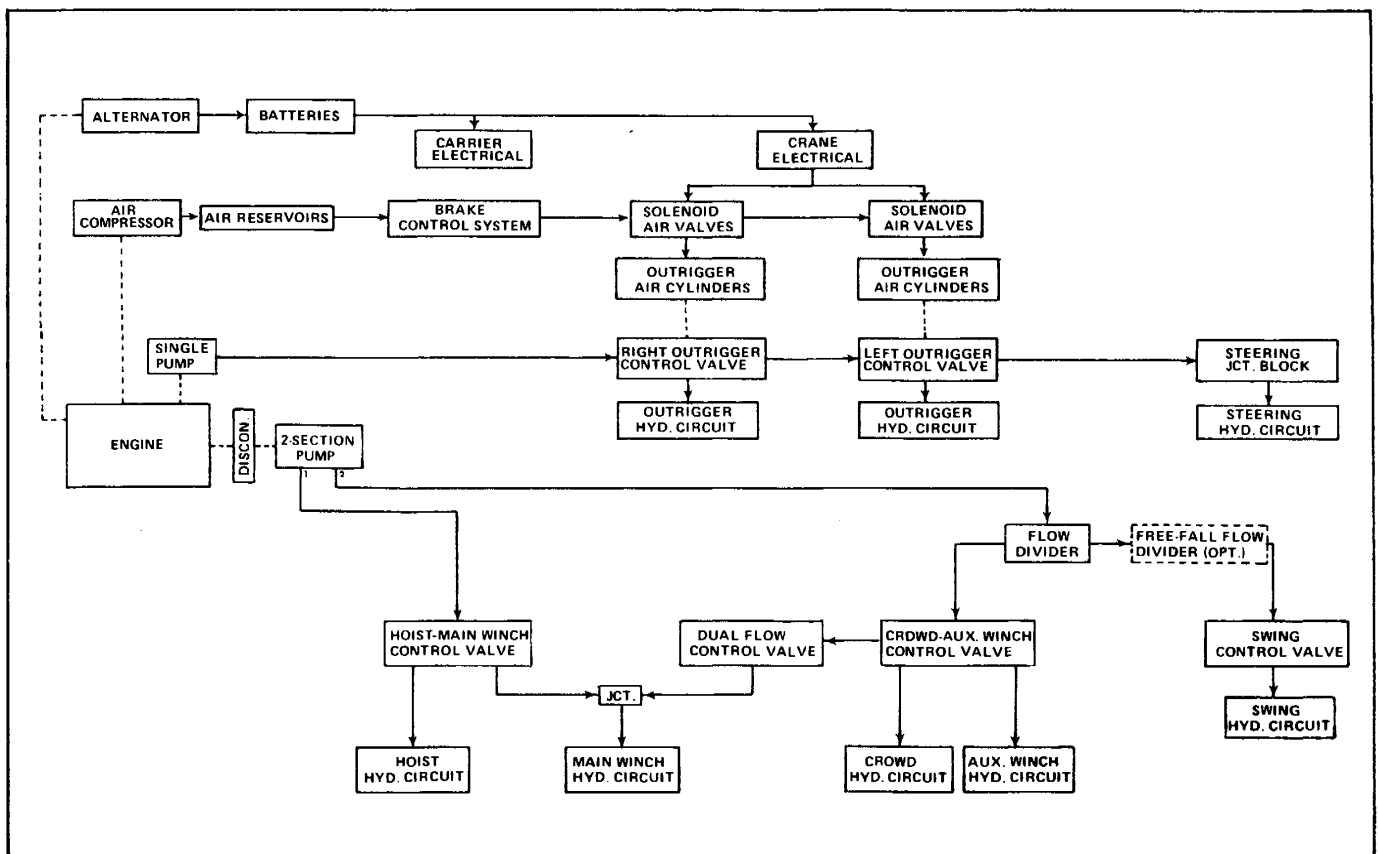 ALTERNATOR
BATTERIES
CARRIER
ELECTRICAL
CRANE
ELECTRICAL
AIR
COMPRESSOR
AIR RESERVOIRS
BRAKE
CONTROL SYSTEM
SOLENOID
AIR VALVES
SOLENOID
AIR VALVES
OUTRIGGER
AIR CYLINDERS
OUTRIGGER
AIR CYLINDERS
SINGLE
PUMP
RIGHT OUTRIGGER
CONTROL VALVE
LEFT OUTRIGGER
CONTROL VALVE
STEERING
JCT. BLOCK
OUTRIGGER
HYD. CIRCUIT
OUTRIGGER
HYD. CIRCUIT
STEERING
HYD. CIRCUIT
ENGINE
DISCON.
2-SECTION
PUMP
1
2
FLOW
DIVIDER
FREE-FALL FLOW
DIVIDER (OPT.)
HOIST-MAIN WINCH
CONTROL VALVE
DUAL FLOW
CONTROL VALVE
CRDWD-AUX. WINCH
CONTROL VALVE
SWING
CONTROL VALVE
JCT.
SWING
HYD. CIRCUIT
HOIST
HYD. CIRCUIT
MAIN WINCH
HYD. CIRCUIT
CROWD
HYD. CIRCUIT
AUX. WINCH
HYD. CIRCUIT